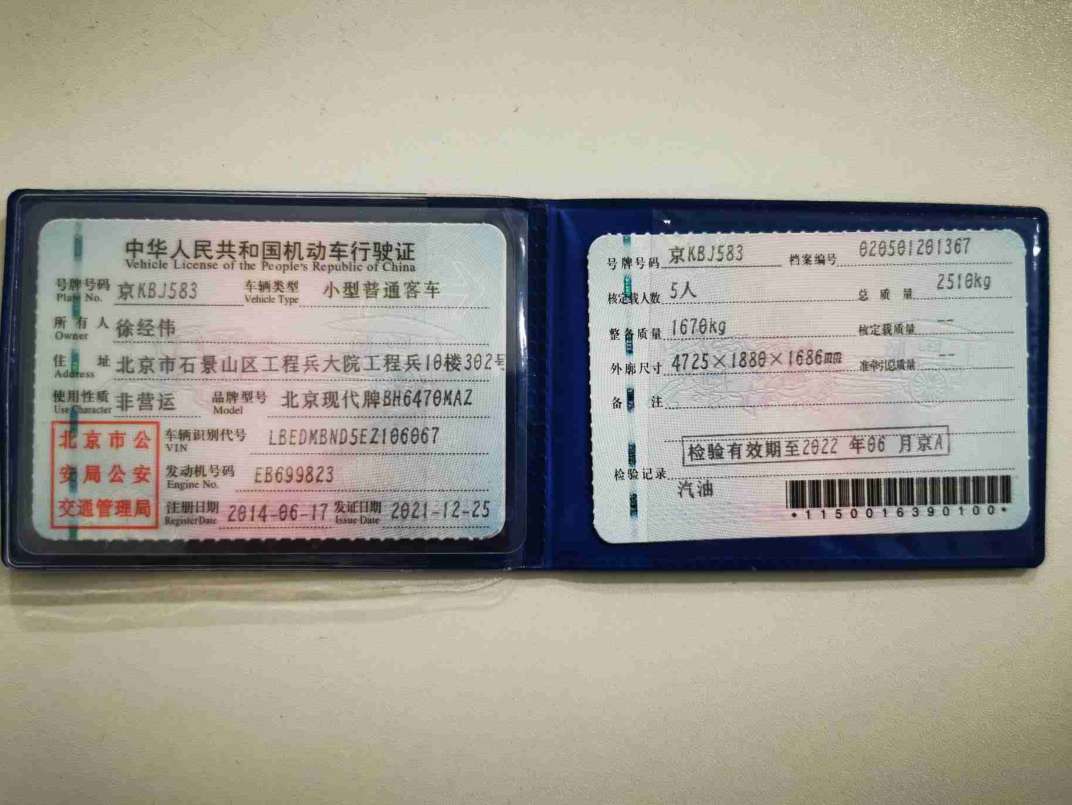 中华人民共和国机动车行驶证
Vehicle License of the People's Republic of China
号牌号码 京KBJ583 车辆类型 小型普通客车
Plate No. Vehicle Type
所有人 徐经伟
Owner
住址 北京市石景山区工程兵大院工程兵10楼302号
Address
使用性质 非营运 品牌型号 北京现代牌BH6470MAZ
Use Character Model
北京市公安局公安交通管理局
车辆识别代号 LBEDMBND5EZ106067
VIN
发动机号码 EB699823
Engine No.
注册日期 2014-06-17 发证日期 2021-12-25
Register Date Issue Date
号牌号码 京KBJ583 档案编号 020501201367
核定载人数 5人 总质量 2510kg
整备质量 1670kg 核定载质量 --
外廓尺寸 4725×1880×1686mm 准牵引总质量 --
备注
检验有效期至2022年06月京A
检验记录
汽油
*1150016390100*